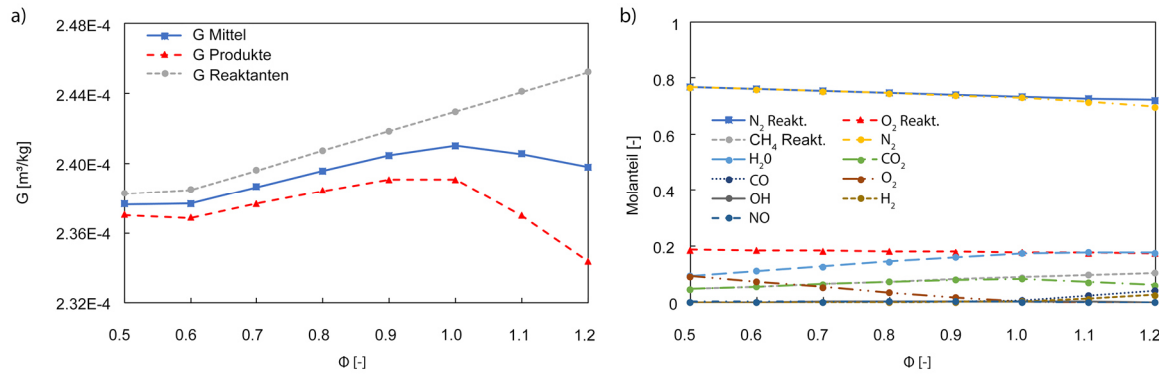 a)
2.48E-4
2.44E-4
2.40E-4
2.36E-4
2.32E-4
G [m³/kg]
G Mittel
G Produkte
G Reaktanten
0.5 0.6 0.7 0.8 0.9 1.0 1.1 1.2
Φ [-]
b)
1
0.8
0.6
0.4
0.2
0
Molanteil [-]
N₂ Reakt. O₂ Reakt.
CH₄ Reakt. N₂
H₂0 CO₂
CO O₂
OH H₂
NO
0.5 0.6 0.7 0.8 0.9 1.0 1.1 1.2
Φ [-]